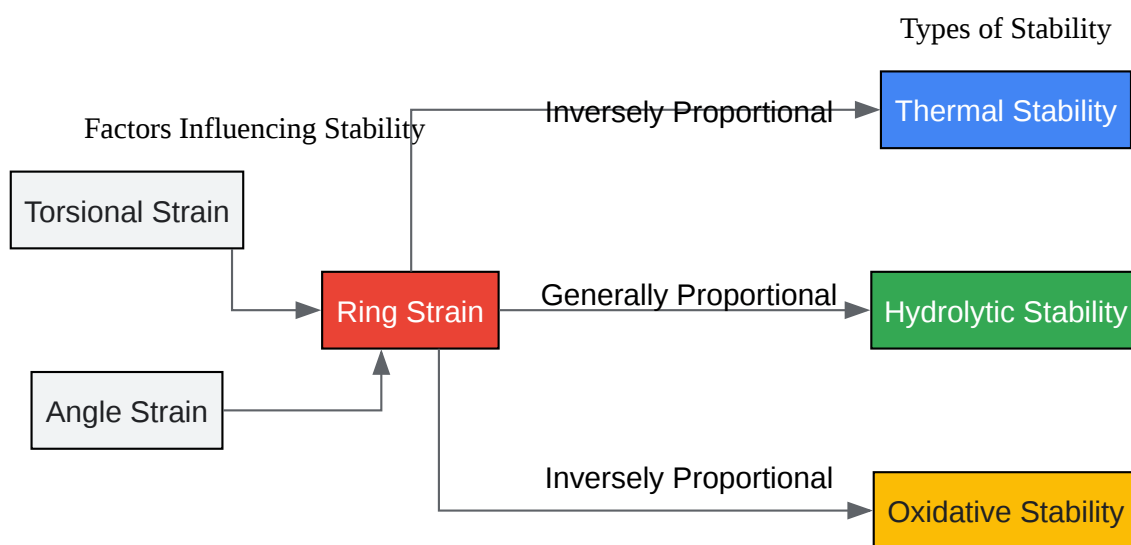 Types of Stability
Inversely Proportional
Thermal Stability
Factors Influencing Stability
Torsional Strain
Ring Strain
Generally Proportional
Hydrolytic Stability
Angle Strain
Inversely Proportional
Oxidative Stability